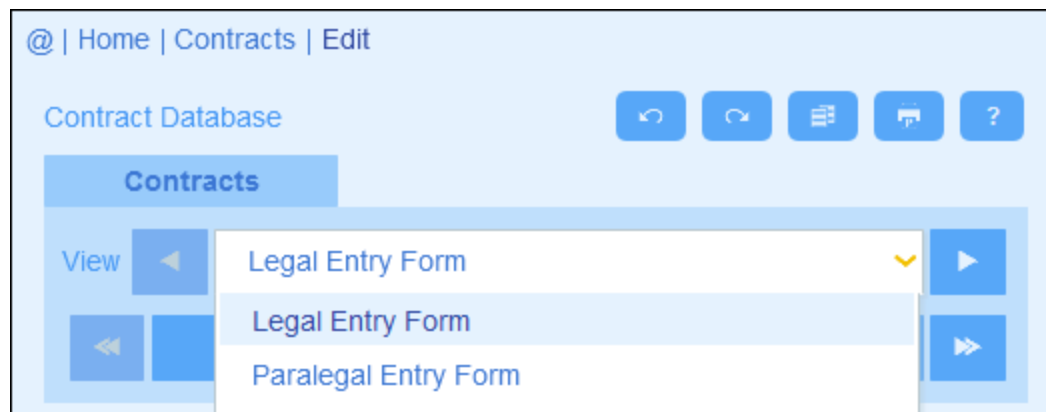 @ | Home | Contracts | Edit
Contract Database ?
Contracts
View Legal Entry Form
Legal Entry Form
Paralegal Entry Form